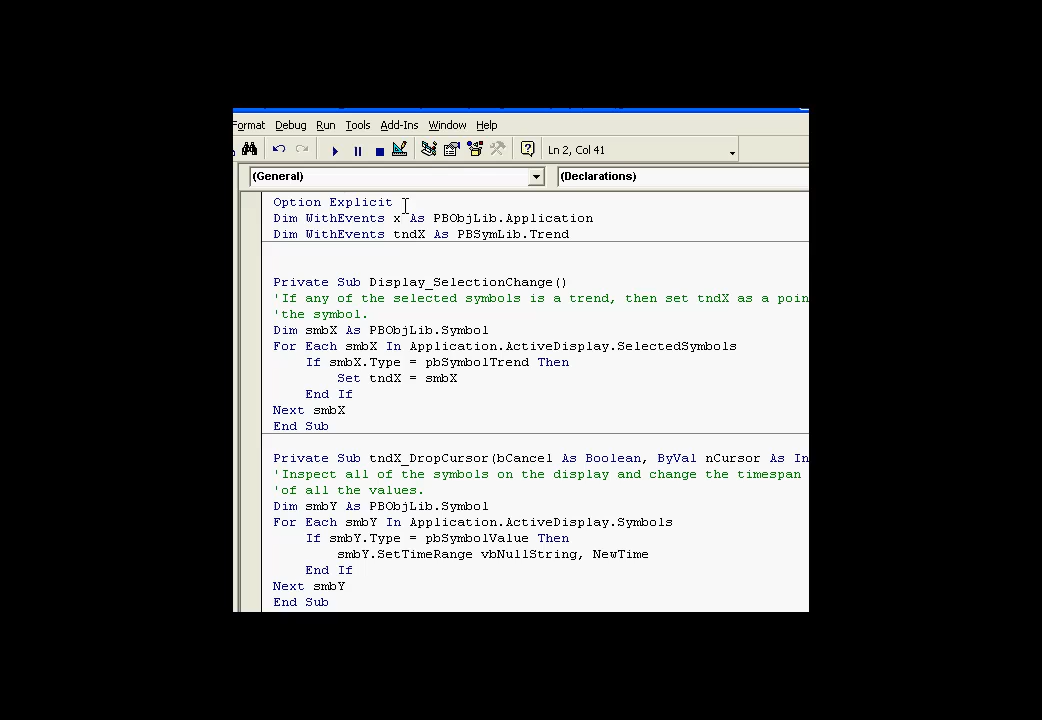 Format Debug Run Tools Add-Ins Window Help
Ln 2, Col 41
(General) (Declarations)
Option Explicit
Dim WithEvents x As PBObjLib.Application
Dim WithEvents tndX As PBSymLib.Trend
Private Sub Display_SelectionChange()
'If any of the selected symbols is a trend, then set tndX as a poin
'the symbol.
Dim smbX As PBObjLib.Symbol
For Each smbX In Application.ActiveDisplay.SelectedSymbols
If smbX.Type = pbSymbolTrend Then
Set tndX = smbX
End If
Next smbX
End Sub
Private Sub tndX_DropCursor(bCancel As Boolean, ByVal nCursor As In
'Inspect all of the symbols on the display and change the timespan
'of all the values.
Dim smbY As PBObjLib.Symbol
For Each smbY In Application.ActiveDisplay.Symbols
If smbY.Type = pbSymbolValue Then
smbY.SetTimeRange vbNullString, NewTime
End If
Next smbY
End Sub